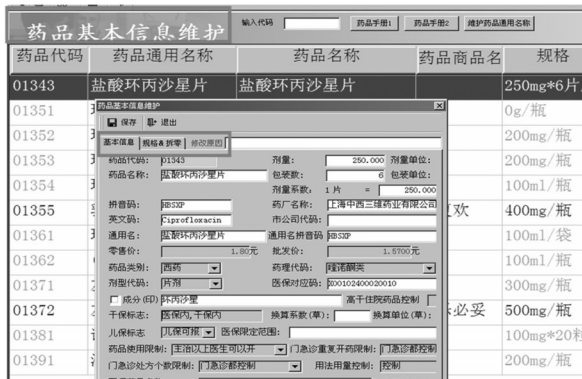 药品基本信息维护 输入代码 药品手册1 药品手册2 维护药品通用名称
药品代码 药品通用名称 药品名称 药品商品名 规格
01343 盐酸环丙沙星片 盐酸环丙沙星片 250mg*6片
01351 0g/瓶
药品基本信息维护
保存 退出
01352 200mg/瓶
基本信息 规格&拆零 修改原因
01353 200mg/瓶
药品代码: 01343 剂量: 250.000 剂量单位:
药品名称: 盐酸环丙沙星片 包装数: 6 包装单位:
01354 100ml/瓶
剂量系数: 1 片 = 250.000
拼音码: HBSXP 药厂名称: 上海中西三维药业有限公司
01355 欢 400mg/瓶
英文码: Ciprofloxacin 市公司代码:
通用名: 盐酸环丙沙星片 通用名拼音码 HBSXP
01361 100ml/袋
零售价: 1.80元 批发价: 1.5700元
01362 100ml/瓶
药品类别: 西药 药理代码: 喹诺酮类
剂型代码: 片剂 医保对应码: X00102400020010
01371 300mg/瓶
成分(印) 环丙沙星 高干住院药品控制
01372 必妥 500mg/瓶
干保标志: 医保内,干保内 换算系数(草): 换算单位(草):
儿保标志 儿保可报 医保限定范围:
01381 100mg*20粒
药品使用限制: 主治以上医生可以开 门急诊重复开药限制: 门急诊都控制
01391 200mg/瓶
门急诊处方个数限制: 门急诊都控制 用法用量控制: 控制